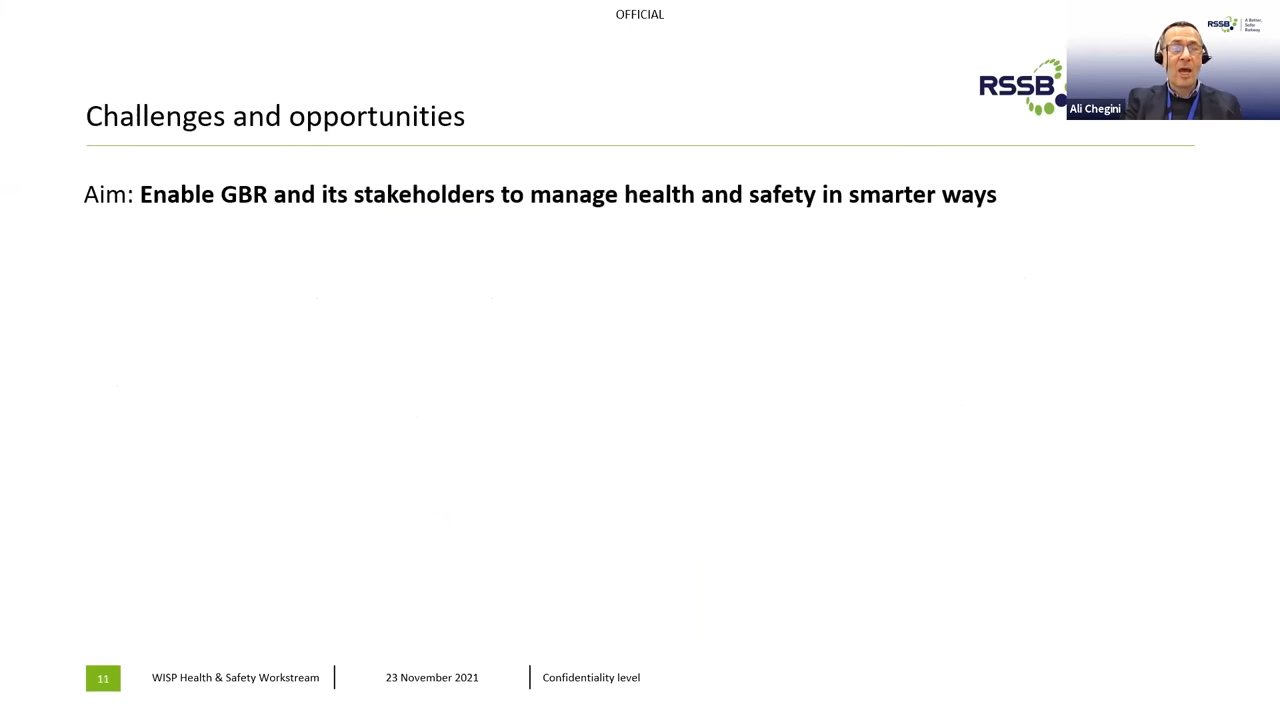 OFFICIAL
RSSB
A Better,
Safer
Railway
RSSB
Ali Chegini
Challenges and opportunities
Aim: Enable GBR and its stakeholders to manage health and safety in smarter ways
11
WISP Health & Safety Workstream
23 November 2021
Confidentiality level